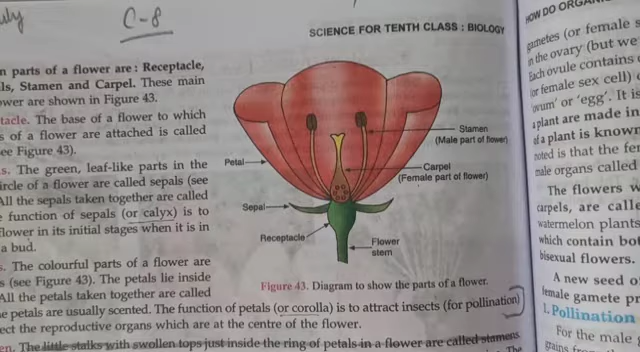 C-8
SCIENCE FOR TENTH CLASS : BIOLOGY
n parts of a flower are : Receptacle,
ls, Stamen and Carpel. These main
ower are shown in Figure 43.
tacle. The base of a flower to which
s of a flower are attached is called
ee Figure 43).
s. The green, leaf-like parts in the
ircle of a flower are called sepals (see
All the sepals taken together are called
e function of sepals (or calyx) is to
flower in its initial stages when it is in
a bud.
s. The colourful parts of a flower are
s (see Figure 43). The petals lie inside
All the petals taken together are called
e petals are usually scented. The function of petals (or corolla) is to attract insects (for pollination)
ect the reproductive organs which are at the centre of the flower.
en. The little stalks with swollen tops just inside the ring of petals in a flower are called stamens.
Petal
Stamen
(Male part of flower)
Carpel
(Female part of flower)
Sepal
Receptacle
Flower
stem
Figure 43. Diagram to show the parts of a flower.
HOW DO ORGAN
gametes (or female s
in the ovary (but we
Each ovule contains
or female sex cell)
'ovum' or 'egg'. It is
a plant are made in
of a plant is known
noted is that the fer
male organs called
The flowers w
carpels, are calle
watermelon plants
which contain bo
bisexual flowers.
A new seed o
female gamete pr
1. Pollination
For the male
grains from the